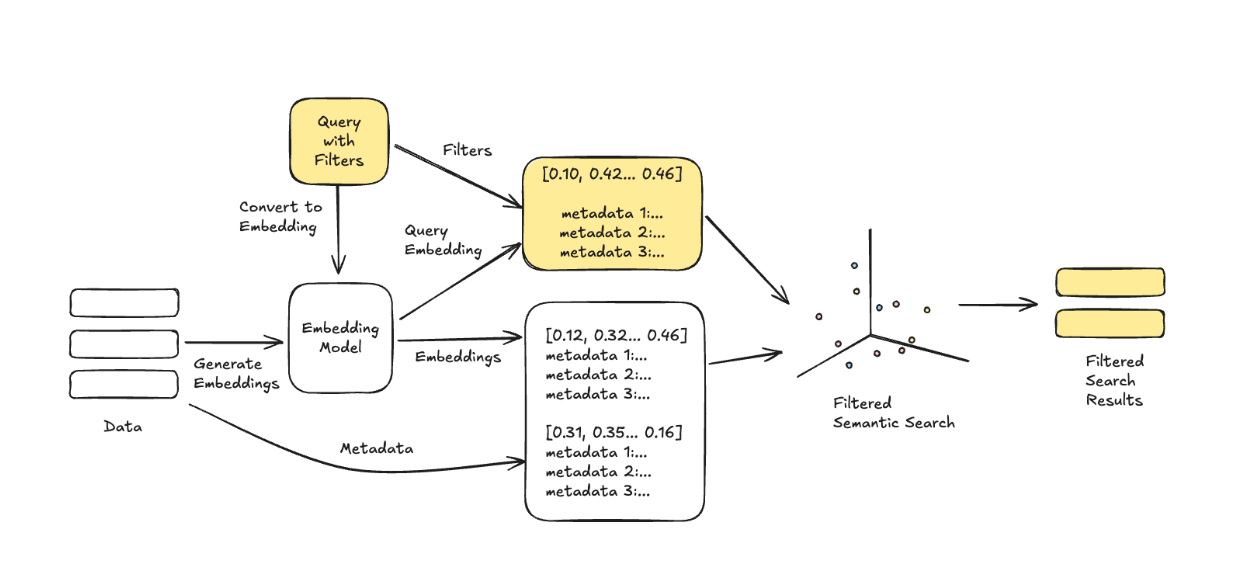 Query
with
Filters
Filters
Convert to
Embedding
Query
Embedding
[0.10, 0.42... 0.46]
metadata 1:...
metadata 2:...
metadata 3:...
Data
Generate
Embeddings
Embedding
Model
Embeddings
Metadata
[0.12, 0.32... 0.46]
metadata 1:...
metadata 2:...
metadata 3:...
[0.31, 0.35... 0.16]
metadata 1:...
metadata 2:...
metadata 3:...
Filtered
Semantic Search
Filtered
Search
Results